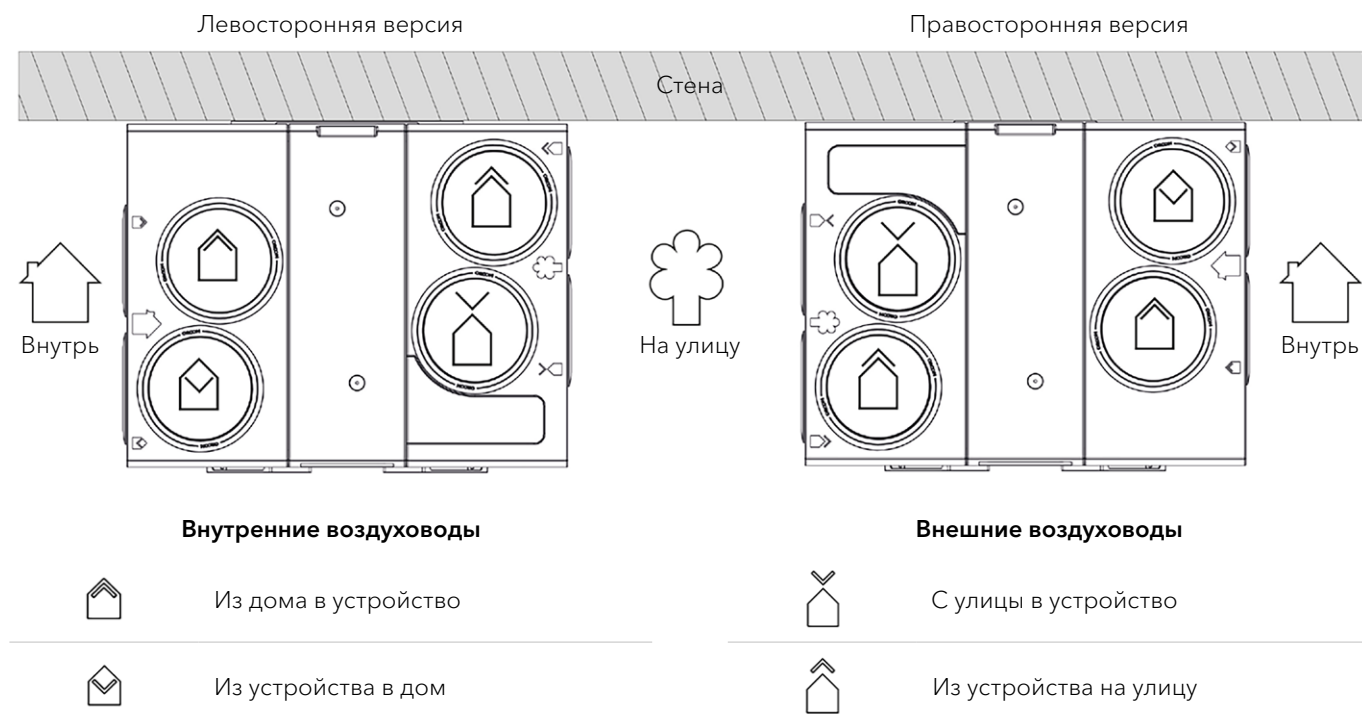 Левосторонняя версия
Правосторонняя версия
Стена
Внутрь
На улицу
Внутрь
Внутренние воздуховоды
Внешние воздуховоды
Из дома в устройство
С улицы в устройство
Из устройства в дом
Из устройства на улицу